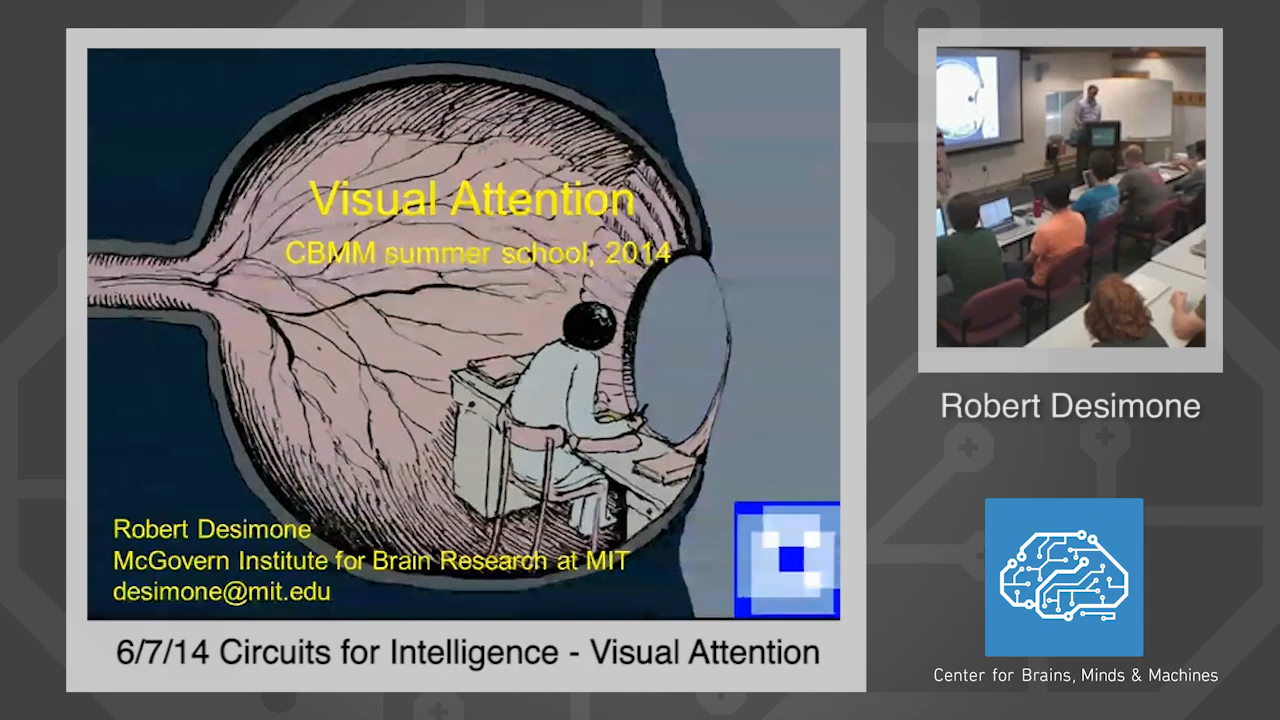 Visual Attention
CBMM summer school, 2014
Robert Desimone
McGovern Institute for Brain Research at MIT
desimone@mit.edu
6/7/14 Circuits for Intelligence - Visual Attention
Robert Desimone
Center for Brains, Minds & Machines